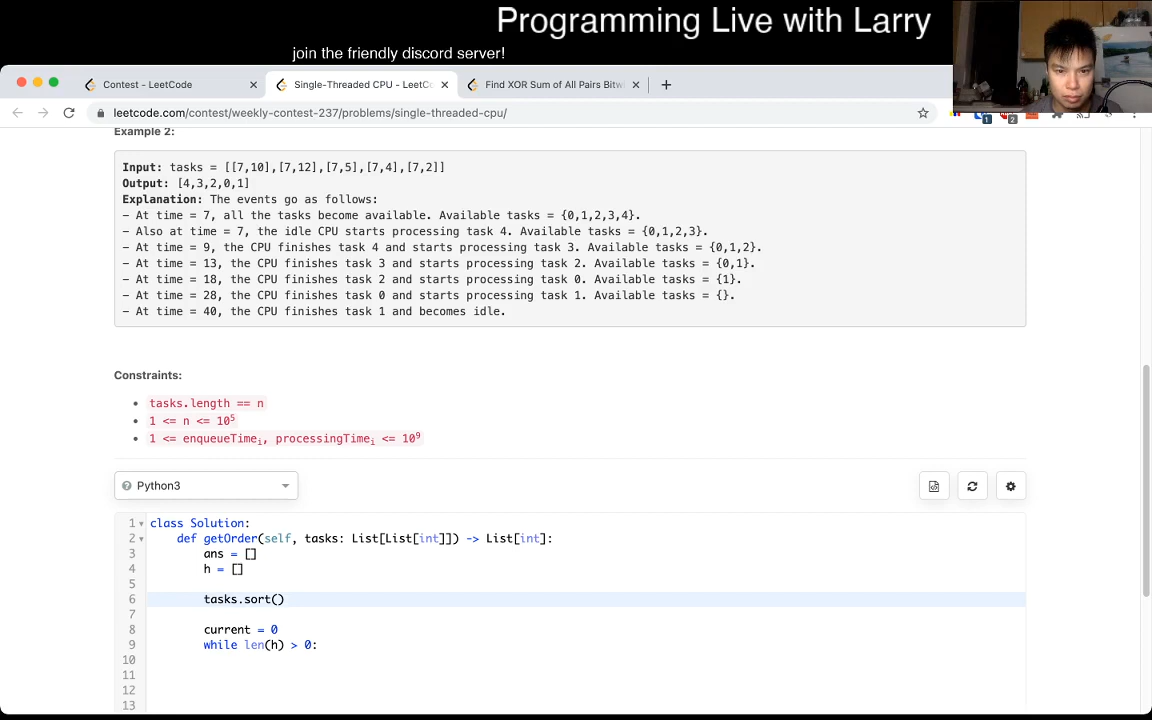 Programming Live with Larry
join the friendly discord server!
Contest - LeetCode
Single-Threaded CPU - LeetC
Find XOR Sum of All Pairs Bitwi
leetcode.com/contest/weekly-contest-237/problems/single-threaded-cpu/
1
2
Example 2:
Input: tasks = [[7,10],[7,12],[7,5],[7,4],[7,2]]
Output: [4,3,2,0,1]
Explanation: The events go as follows:
- At time = 7, all the tasks become available. Available tasks = {0,1,2,3,4}.
- Also at time = 7, the idle CPU starts processing task 4. Available tasks = {0,1,2,3}.
- At time = 9, the CPU finishes task 4 and starts processing task 3. Available tasks = {0,1,2}.
- At time = 13, the CPU finishes task 3 and starts processing task 2. Available tasks = {0,1}.
- At time = 18, the CPU finishes task 2 and starts processing task 0. Available tasks = {1}.
- At time = 28, the CPU finishes task 0 and starts processing task 1. Available tasks = {}.
- At time = 40, the CPU finishes task 1 and becomes idle.
Constraints:
• tasks.length == n
• 1 <= n <= 10⁵
• 1 <= enqueueTimeᵢ, processingTimeᵢ <= 10⁹
Python3
1 class Solution:
2 def getOrder(self, tasks: List[List[int]]) -> List[int]:
3 ans = []
4 h = []
5
6 tasks.sort()
7
8 current = 0
9 while len(h) > 0:
10
11
12
13